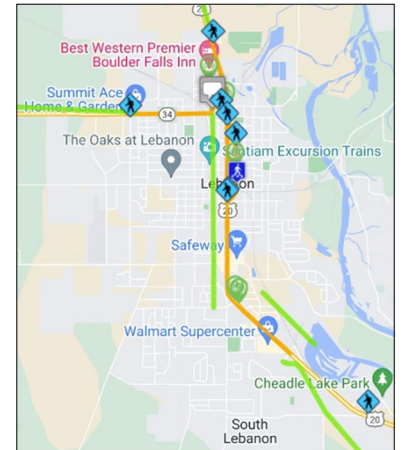 20
Best Western Premier
Boulder Falls Inn
Summit Ace
Home & Garden
34
The Oaks at Lebanon
Santiam Excursion Trains
Lebanon
20
Safeway
Walmart Supercenter
Cheadle Lake Park
20
South
Lebanon